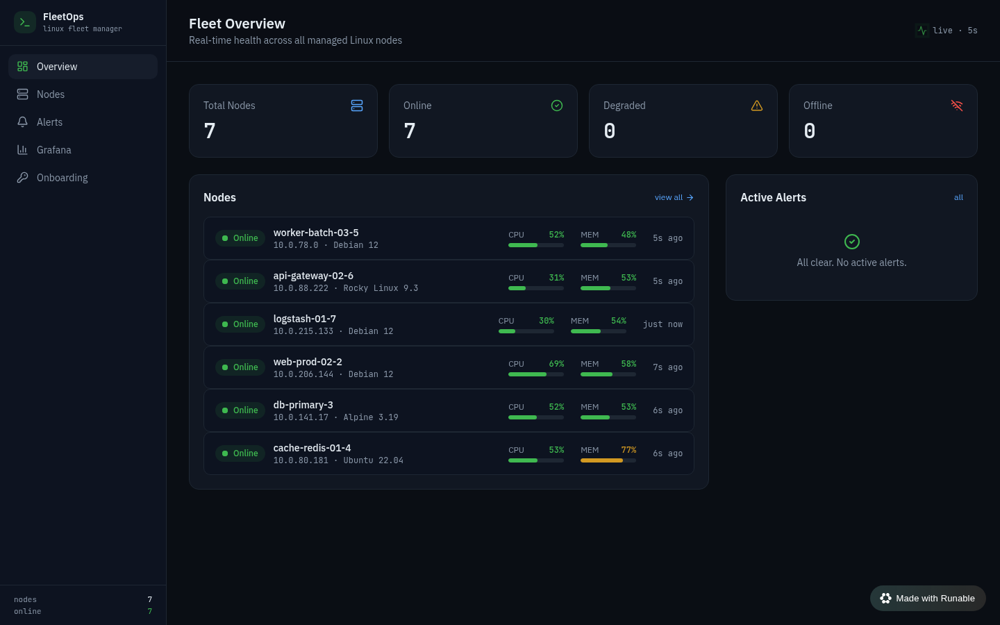 FleetOps
linux fleet manager
Overview
Nodes
Alerts
Grafana
Onboarding
nodes 7
online 7
Fleet Overview
Real-time health across all managed Linux nodes
live · 5s
Total Nodes
7
Online
7
Degraded
0
Offline
0
Nodes
view all →
Online worker-batch-03-5 CPU 52% MEM 48% 5s ago
10.0.78.0 · Debian 12
Online api-gateway-02-6 CPU 31% MEM 53% 5s ago
10.0.88.222 · Rocky Linux 9.3
Online logstash-01-7 CPU 30% MEM 54% just now
10.0.215.133 · Debian 12
Online web-prod-02-2 CPU 69% MEM 58% 7s ago
10.0.206.144 · Debian 12
Online db-primary-3 CPU 52% MEM 53% 6s ago
10.0.141.17 · Alpine 3.19
Online cache-redis-01-4 CPU 53% MEM 77% 6s ago
10.0.80.181 · Ubuntu 22.04
Active Alerts
all
All clear. No active alerts.
Made with Runable